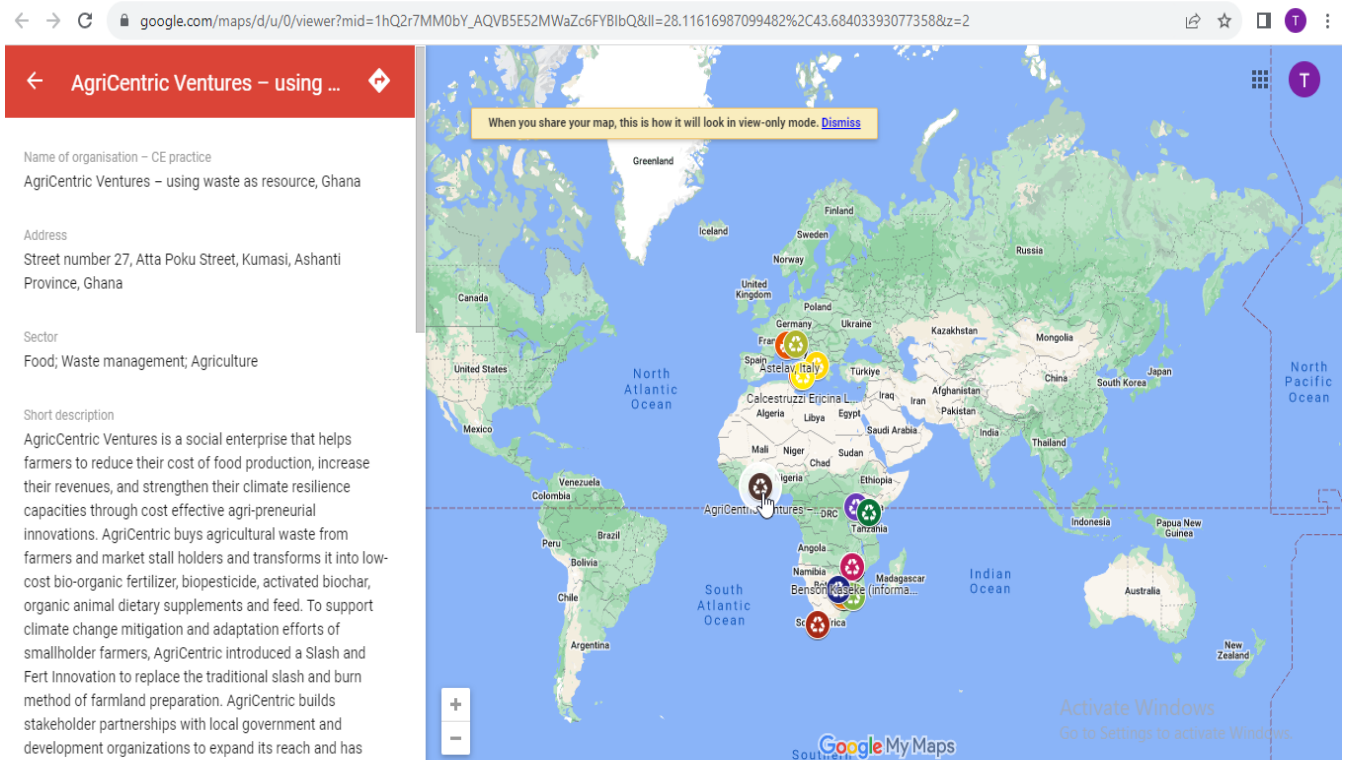 google.com/maps/d/u/0/viewer?mid=1hQ2r7MM0bY_AQVB5E52MWaZc6FYBIbQ&ll=28.11616987099482%2C43.68403393077358&z=2
T
AgriCentric Ventures – using ...
Name of organisation – CE practice
AgriCentric Ventures – using waste as resource, Ghana
Address
Street number 27, Atta Poku Street, Kumasi, Ashanti
Province, Ghana
Sector
Food; Waste management; Agriculture
Short description
AgricCentric Ventures is a social enterprise that helps
farmers to reduce their cost of food production, increase
their revenues, and strengthen their climate resilience
capacities through cost effective agri-preneurial
innovations. AgriCentric buys agricultural waste from
farmers and market stall holders and transforms it into low-
cost bio-organic fertilizer, biopesticide, activated biochar,
organic animal dietary supplements and feed. To support
climate change mitigation and adaptation efforts of
smallholder farmers, AgriCentric introduced a Slash and
Fert Innovation to replace the traditional slash and burn
method of farmland preparation. AgriCentric builds
stakeholder partnerships with local government and
development organizations to expand its reach and has
T
When you share your map, this is how it will look in view-only mode. Dismiss
Greenland
Iceland
Finland
Sweden
Norway
Russia
United
Kingdom
Canada
Poland
Germany
Ukraine
Kazakhstan
Mongolia
Fran
Spain
Astelav, Italy
Türkiye
United States
North
Atlantic
Ocean
North
Pacific
Ocean
China
Japan
South Korea
Calcestruzzi Ericina L...
Iraq
Iran
Afghanistan
Pakistan
Algeria
Libya
Egypt
Mexico
Saudi Arabia
India
Thailand
Mali
Niger
Chad
Sudan
Nigeria
Ethiopia
Venezuela
Colombia
AgriCentric Ventures –
DRC
Tanzania
Indonesia
Papua New
Guinea
Peru
Brazil
Bolivia
Angola
Namibia
Madagascar
Benson Kaseke (informa...
South
Atlantic
Ocean
Indian
Ocean
Australia
Chile
South Africa
Argentina
New
Zealand
Activate Windows
Go to Settings to activate Windows.
Google My Maps
Southern